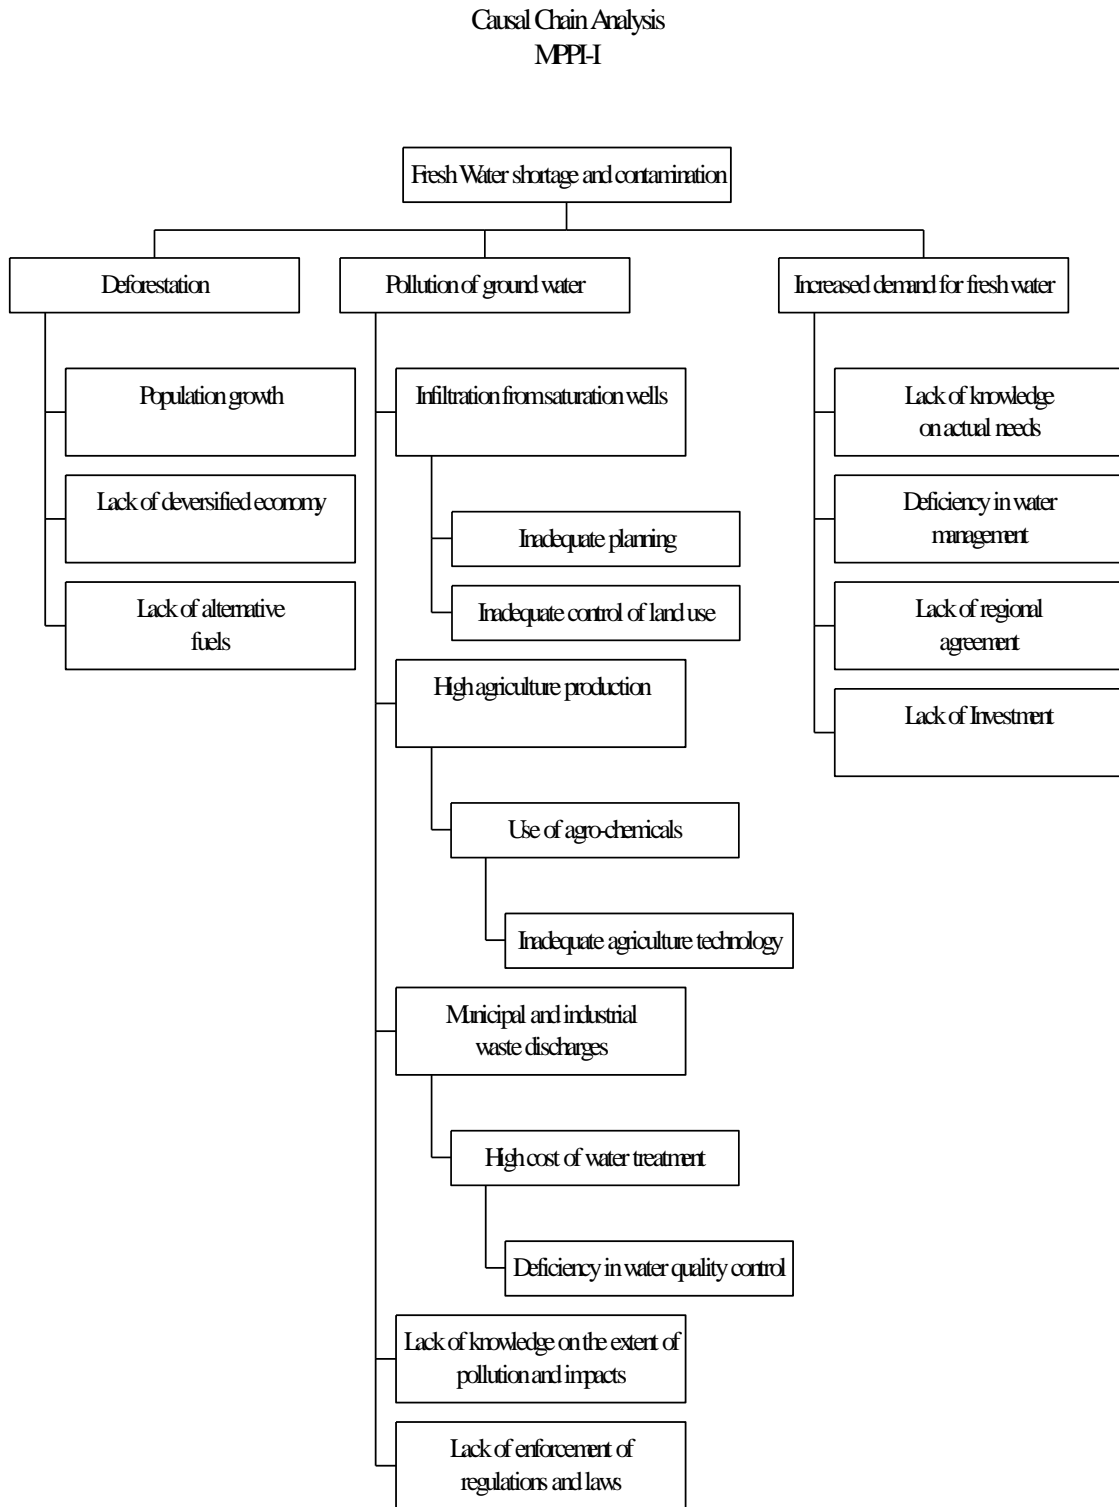 Causal Chain Analysis
MPPI-I
Fresh Water shortage and contamination
Deforestation
Pollution of ground water
Increased demand for fresh water
Population growth
Lack of deversified economy
Lack of alternative
fuels
Infiltration from saturation wells
Inadequate planning
Inadequate control of land use
High agriculture production
Use of agro-chemicals
Inadequate agriculture technology
Municipal and industrial
waste discharges
High cost of water treatment
Deficiency in water quality control
Lack of knowledge on the extent of
pollution and impacts
Lack of enforcement of
regulations and laws
Lack of knowledge
on actual needs
Deficiency in water
management
Lack of regional
agreement
Lack of Investment